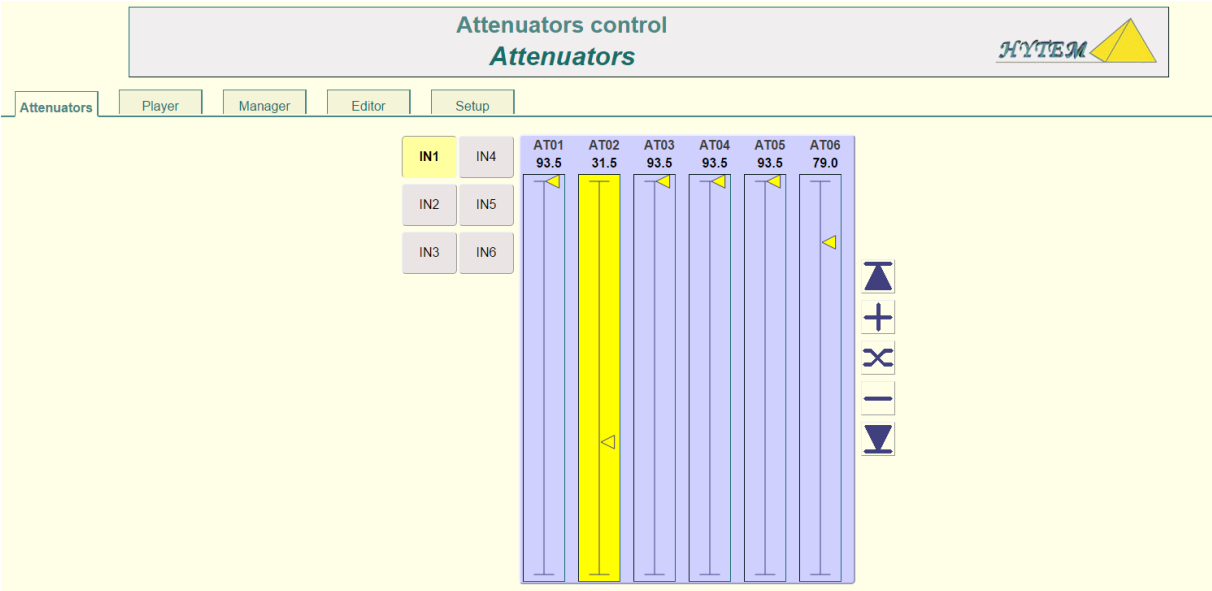 Attenuators control
Attenuators
HYTEM
Attenuators Player Manager Editor Setup
IN1 IN4
IN2 IN5
IN3 IN6
AT01 AT02 AT03 AT04 AT05 AT06
93.5 31.5 93.5 93.5 93.5 79.0